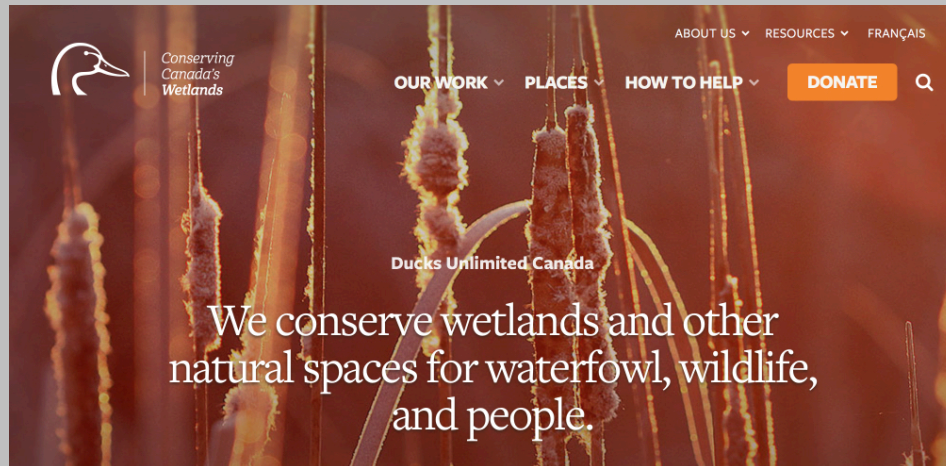 ABOUT US RESOURCES FRANÇAIS
Conserving
Canada's
Wetlands
OUR WORK PLACES HOW TO HELP DONATE
Ducks Unlimited Canada
We conserve wetlands and other
natural spaces for waterfowl, wildlife,
and people.